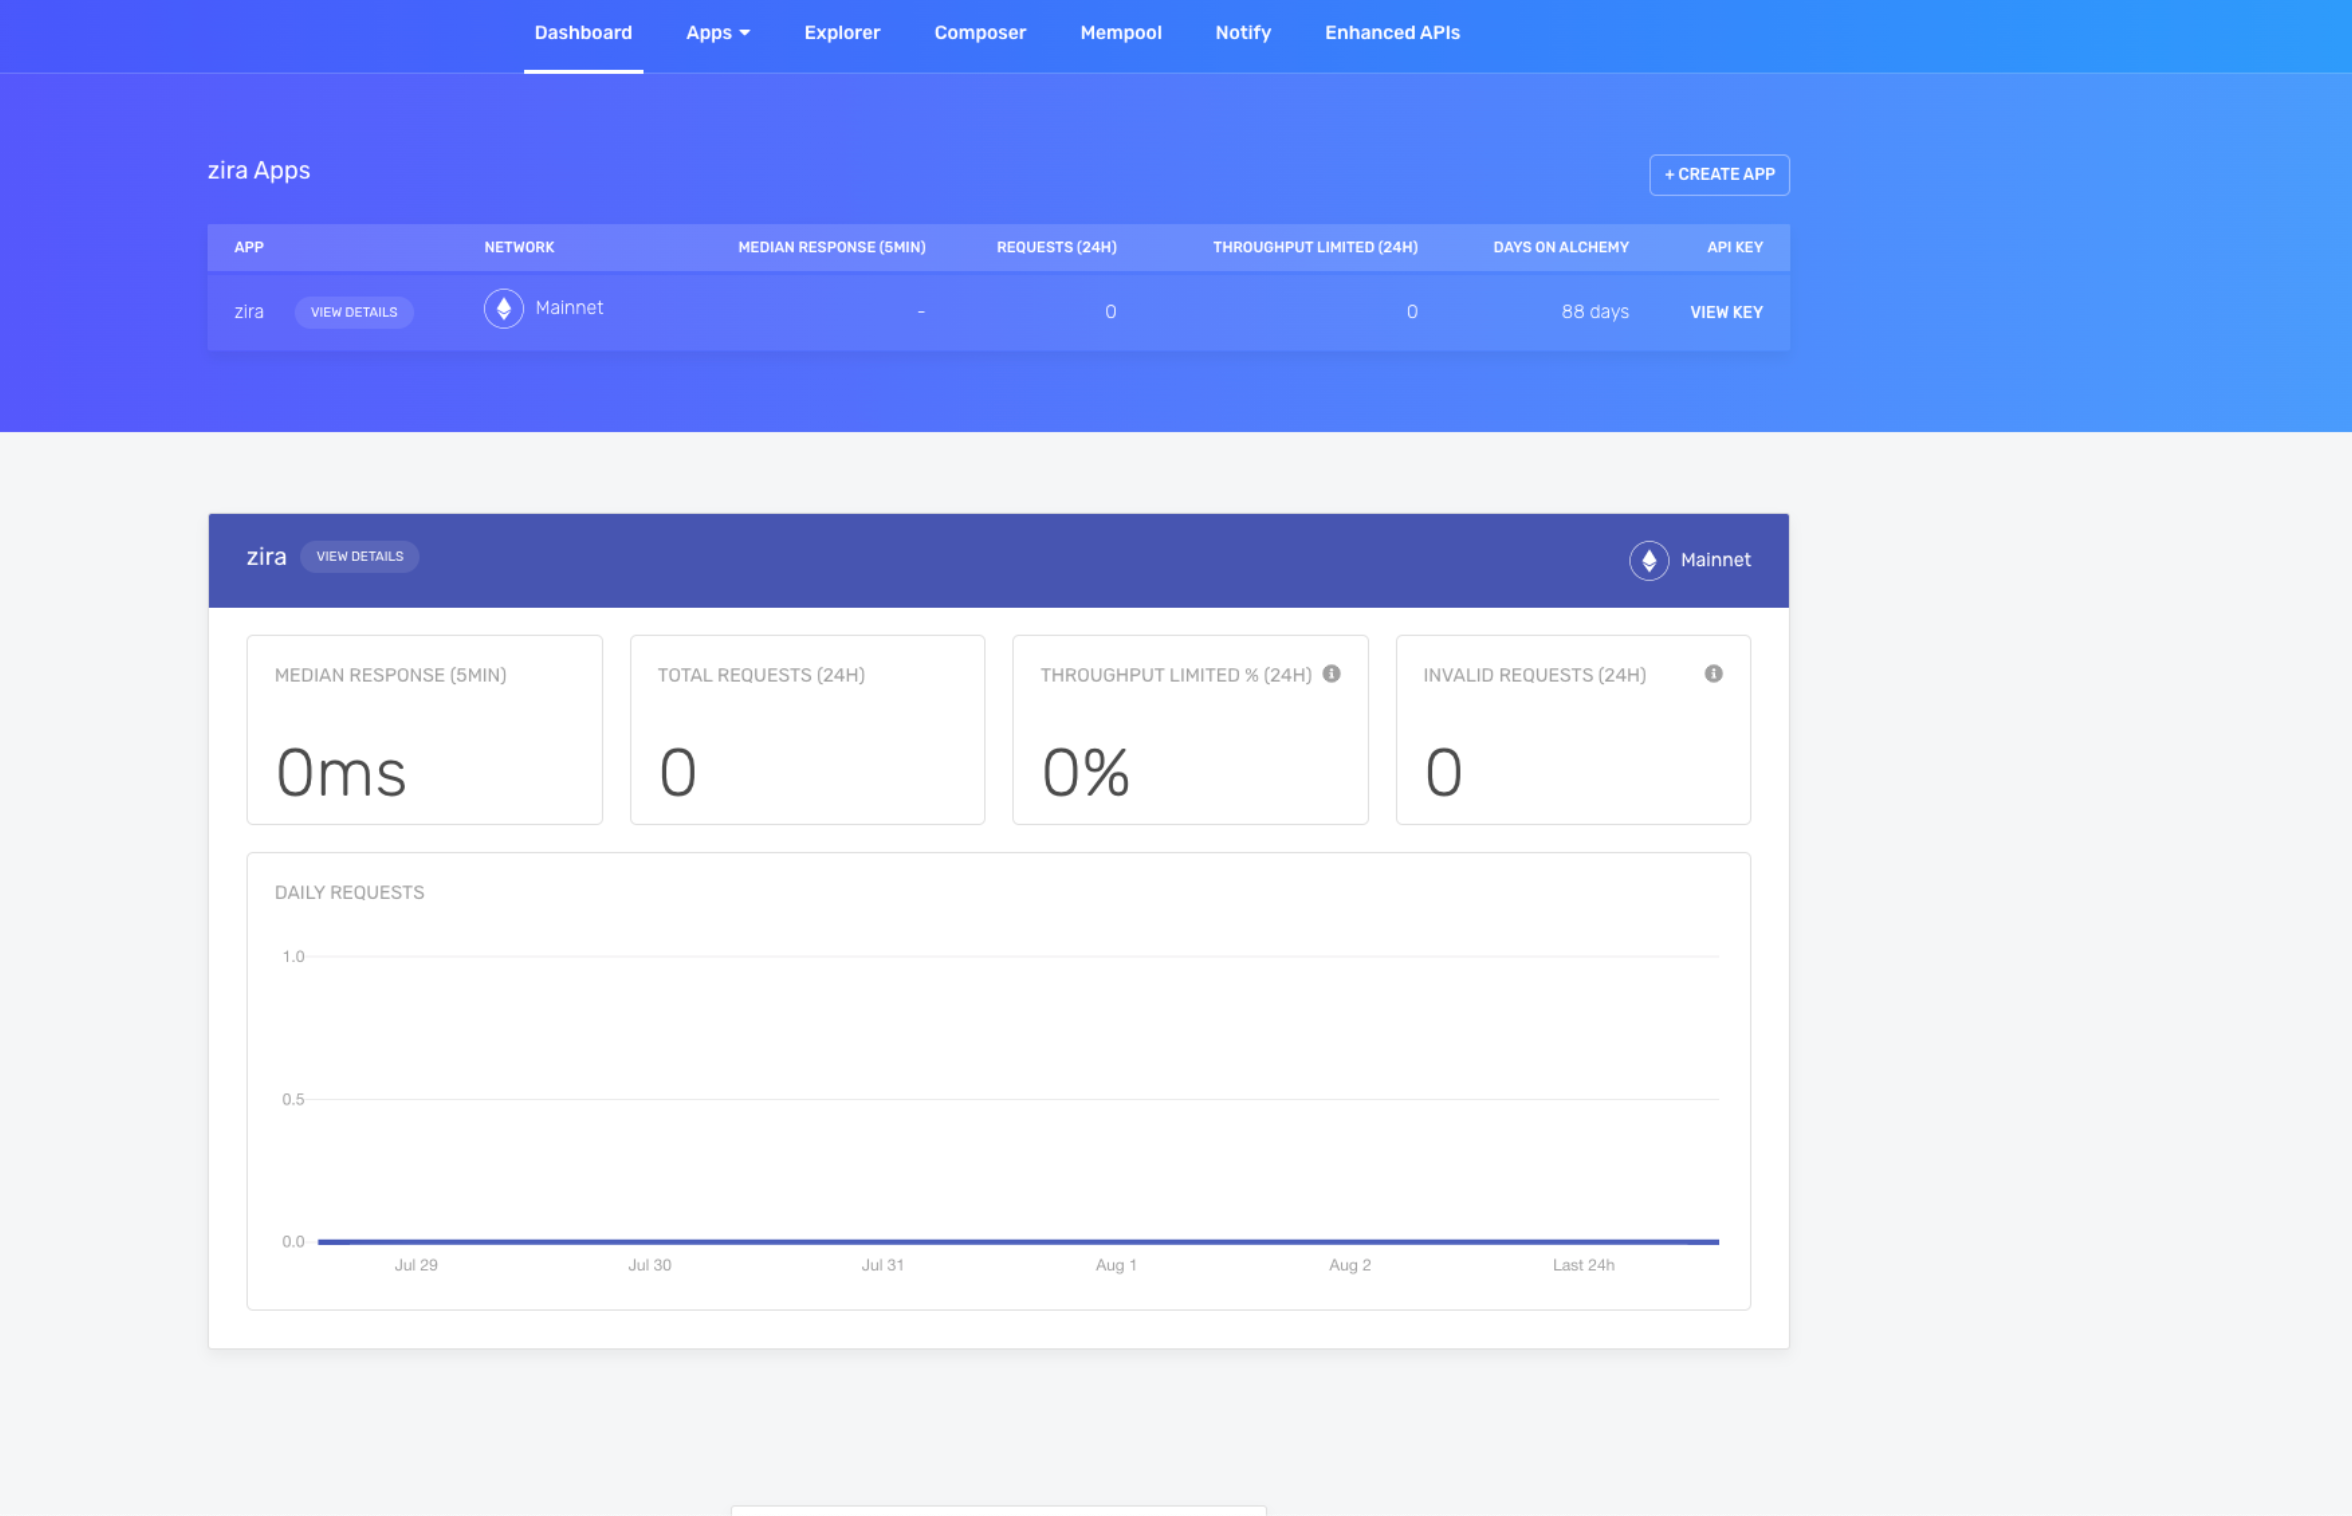 Dashboard Apps Explorer Composer Mempool Notify Enhanced APIs
zira Apps
+ CREATE APP
APP NETWORK MEDIAN RESPONSE (5MIN) REQUESTS (24H) THROUGHPUT LIMITED (24H) DAYS ON ALCHEMY API KEY
zira VIEW DETAILS Mainnet - 0 0 88 days VIEW KEY
zira VIEW DETAILS Mainnet
MEDIAN RESPONSE (5MIN) TOTAL REQUESTS (24H) THROUGHPUT LIMITED % (24H) INVALID REQUESTS (24H)
0ms 0 0% 0
DAILY REQUESTS
1.0
0.5
0.0
Jul 29 Jul 30 Jul 31 Aug 1 Aug 2 Last 24h